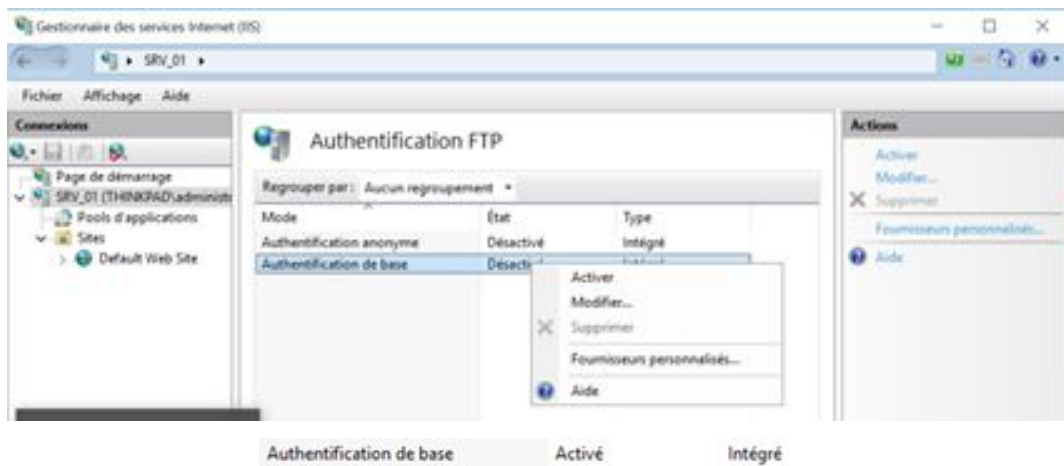 Gestionnaire des services Internet (IIS)
SRV_01
Fichier Affichage Aide
Connexions
Page de démarrage
SRV_01 (THINKPAD\administ
Pools d'applications
Sites
Default Web Site
Authentification FTP
Regrouper par : Aucun regroupement
Mode État Type
Authentification anonyme Désactivé Intégré
Authentification de base Désacti
Activer
Modifier...
Supprimer
Fournisseurs personnalisés...
Aide
Actions
Activer
Modifier...
Supprimer
Fournisseurs personnalisés...
Aide
Authentification de base Activé Intégré